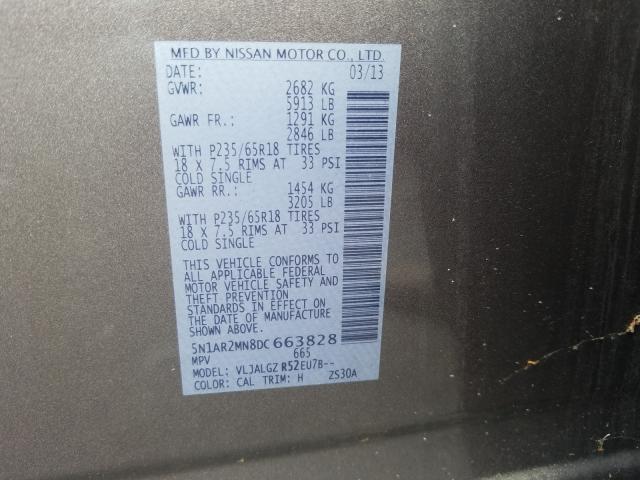 MFD BY NISSAN MOTOR CO., LTD.
DATE: 03/13
GVWR: 2682 KG
5913 LB
GAWR FR.: 1291 KG
2846 LB
WITH P235/65R18 TIRES
18 X 7.5 RIMS AT 33 PSI
COLD SINGLE
GAWR RR.: 1454 KG
3205 LB
WITH P235/65R18 TIRES
18 X 7.5 RIMS AT 33 PSI
COLD SINGLE
THIS VEHICLE CONFORMS TO
ALL APPLICABLE FEDERAL
MOTOR VEHICLE SAFETY AND
THEFT PREVENTION
STANDARDS IN EFFECT ON
THE DATE OF MANUFACTURE
SHOWN ABOVE.
5N1AR2MN8DC663828
MPV 665
MODEL: VLJALGZ R52EU7B--
COLOR: CAL TRIM: H ZS30A